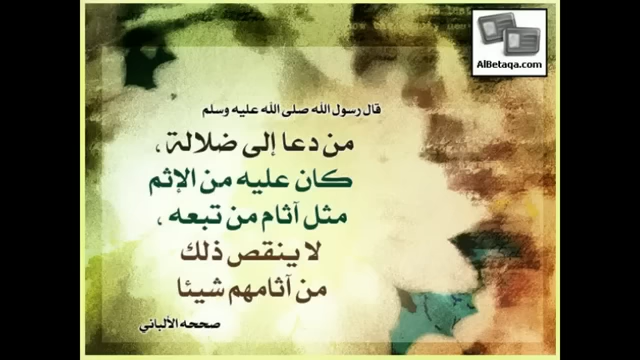 AlBetaqa.com
قال رسول الله صلى الله عليه وسلم
من دعا إلى ضلالة ،
كان عليه من الإثم
مثل آثام من تبعه ،
لا ينقص ذلك
من آثامهم شيئا
صححه الألباني